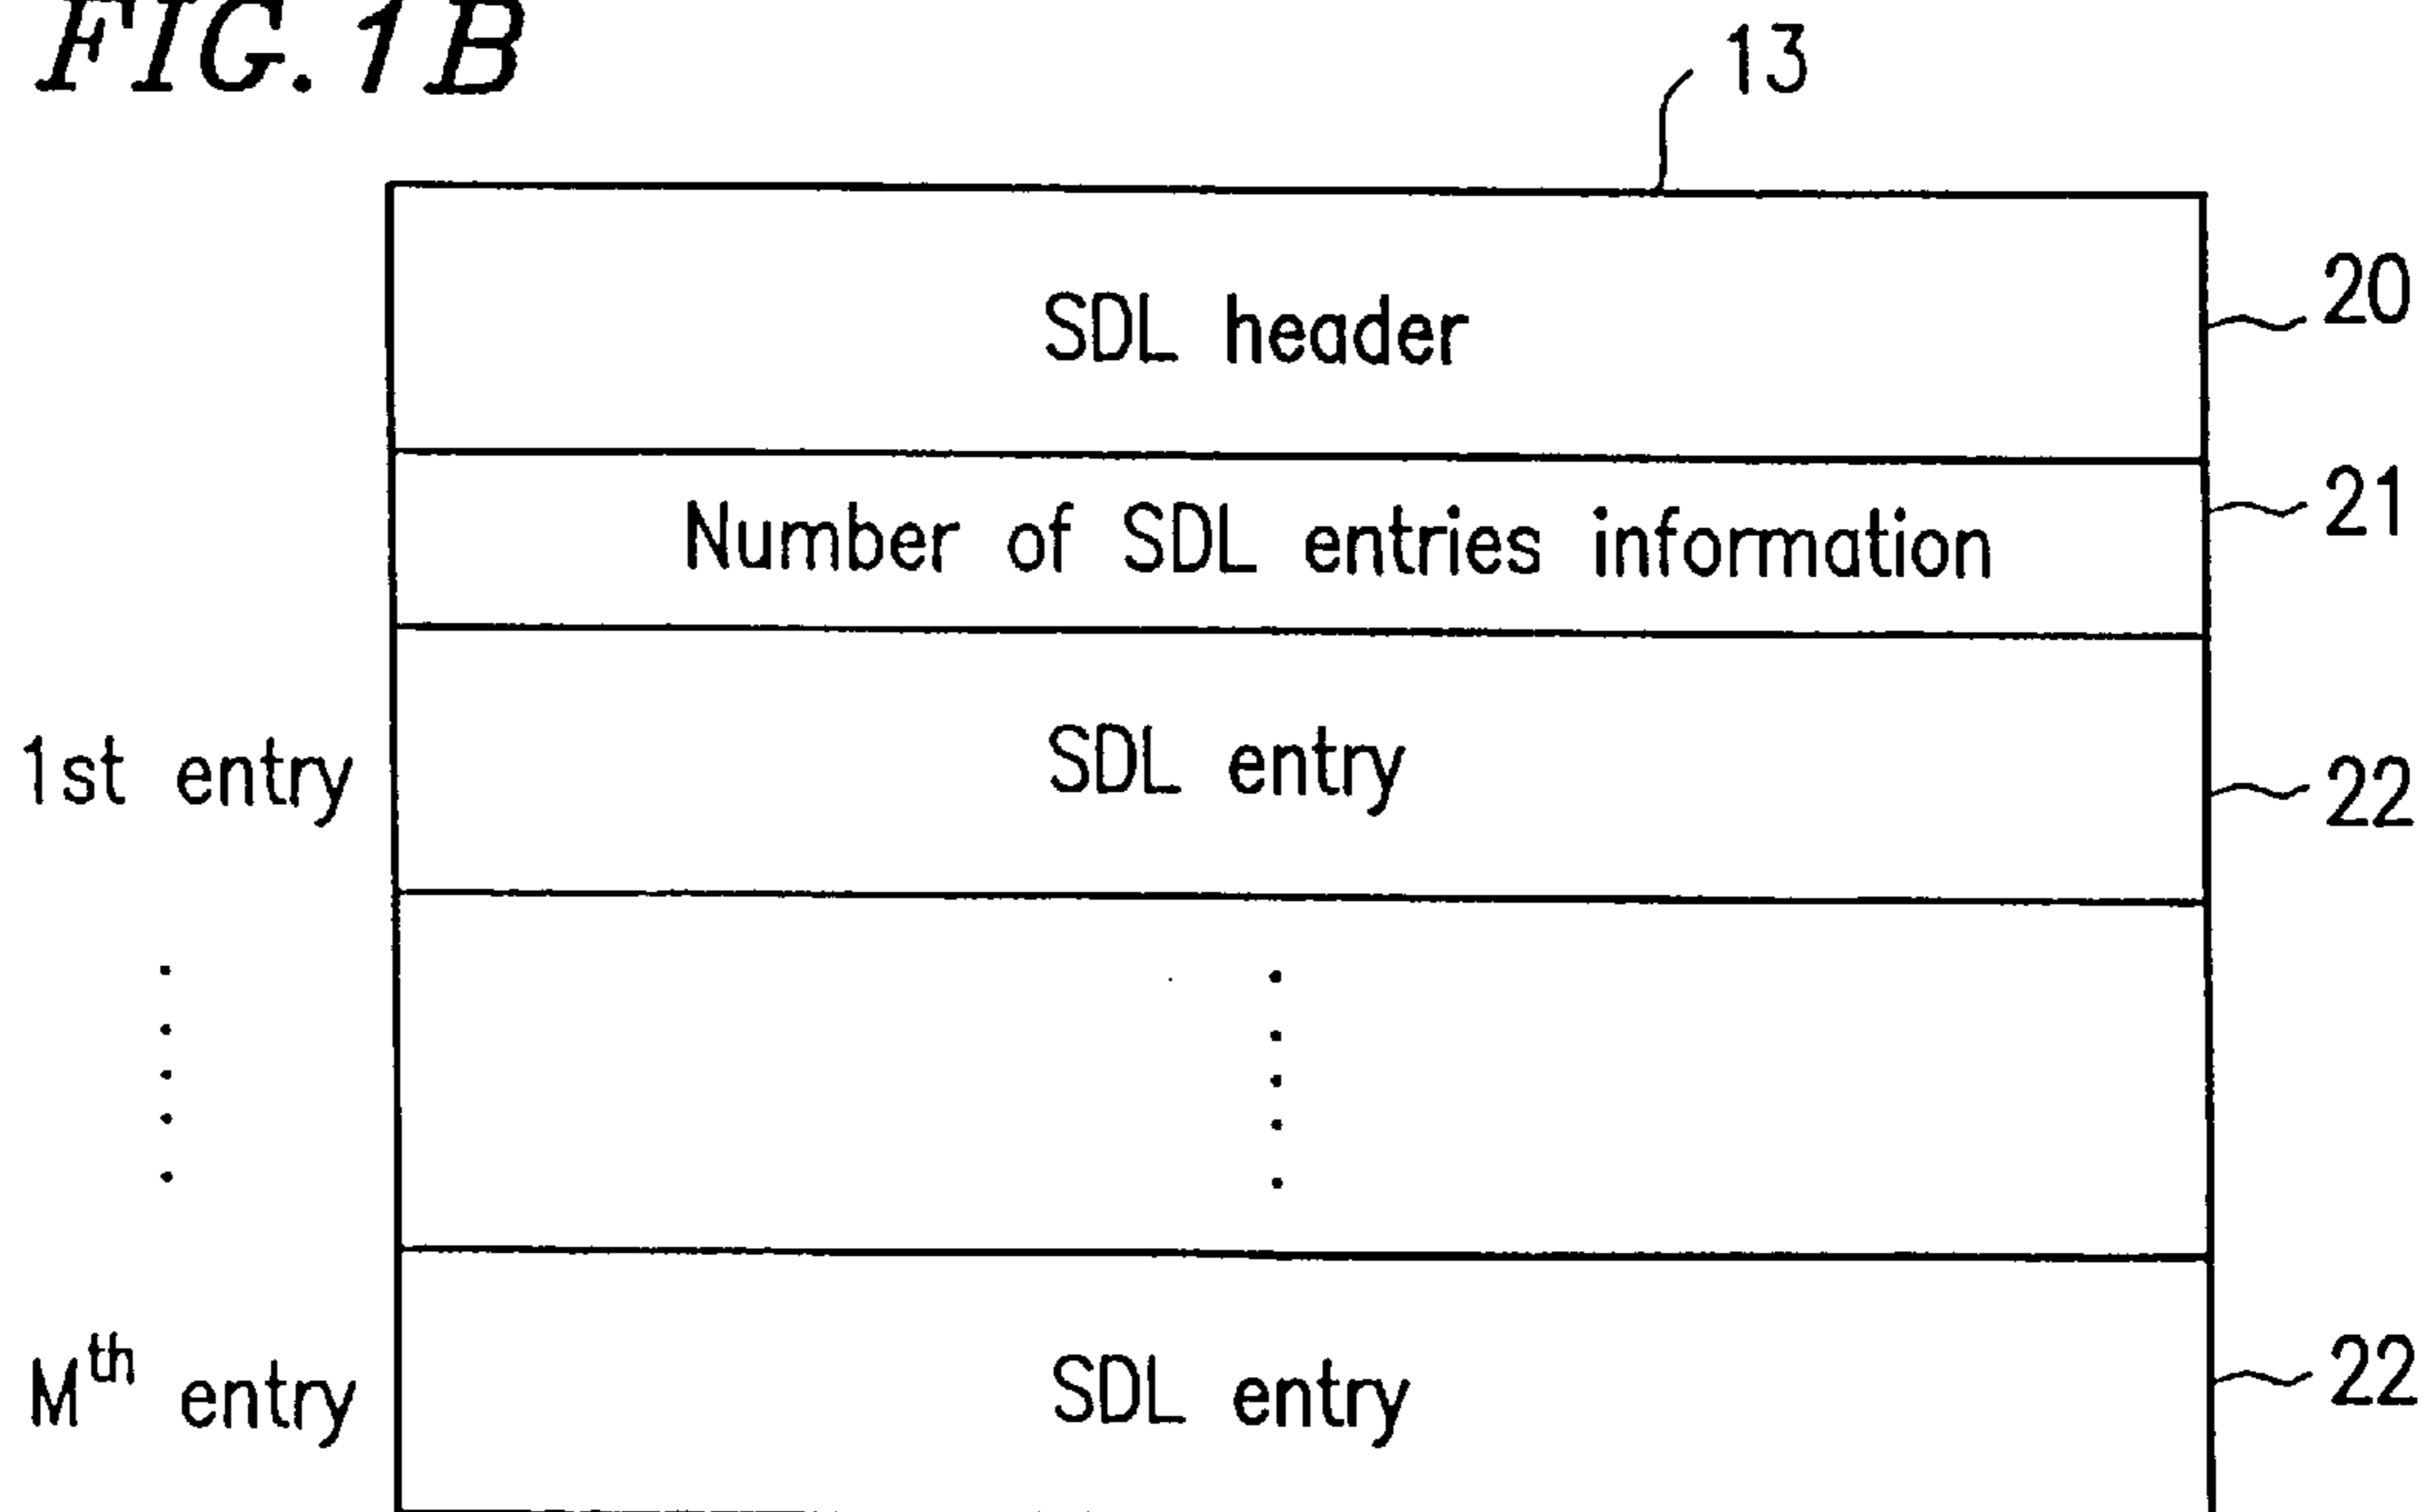 FIG.1B
13
SDL header
20
Number of SDL entries information
21
1st entry
SDL entry
22
Mth entry
SDL entry
22